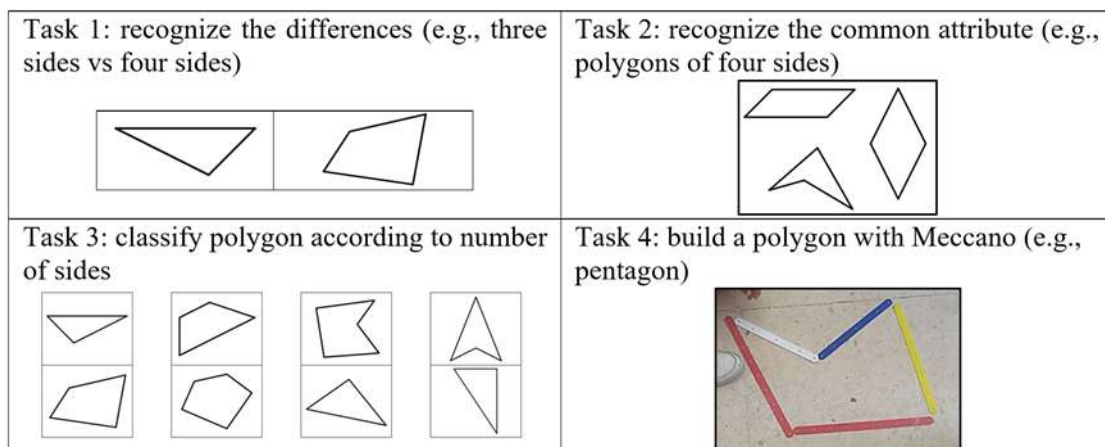 Task 1: recognize the differences (e.g., three
sides vs four sides)
Task 2: recognize the common attribute (e.g.,
polygons of four sides)
Task 3: classify polygon according to number
of sides
Task 4: build a polygon with Meccano (e.g.,
pentagon)